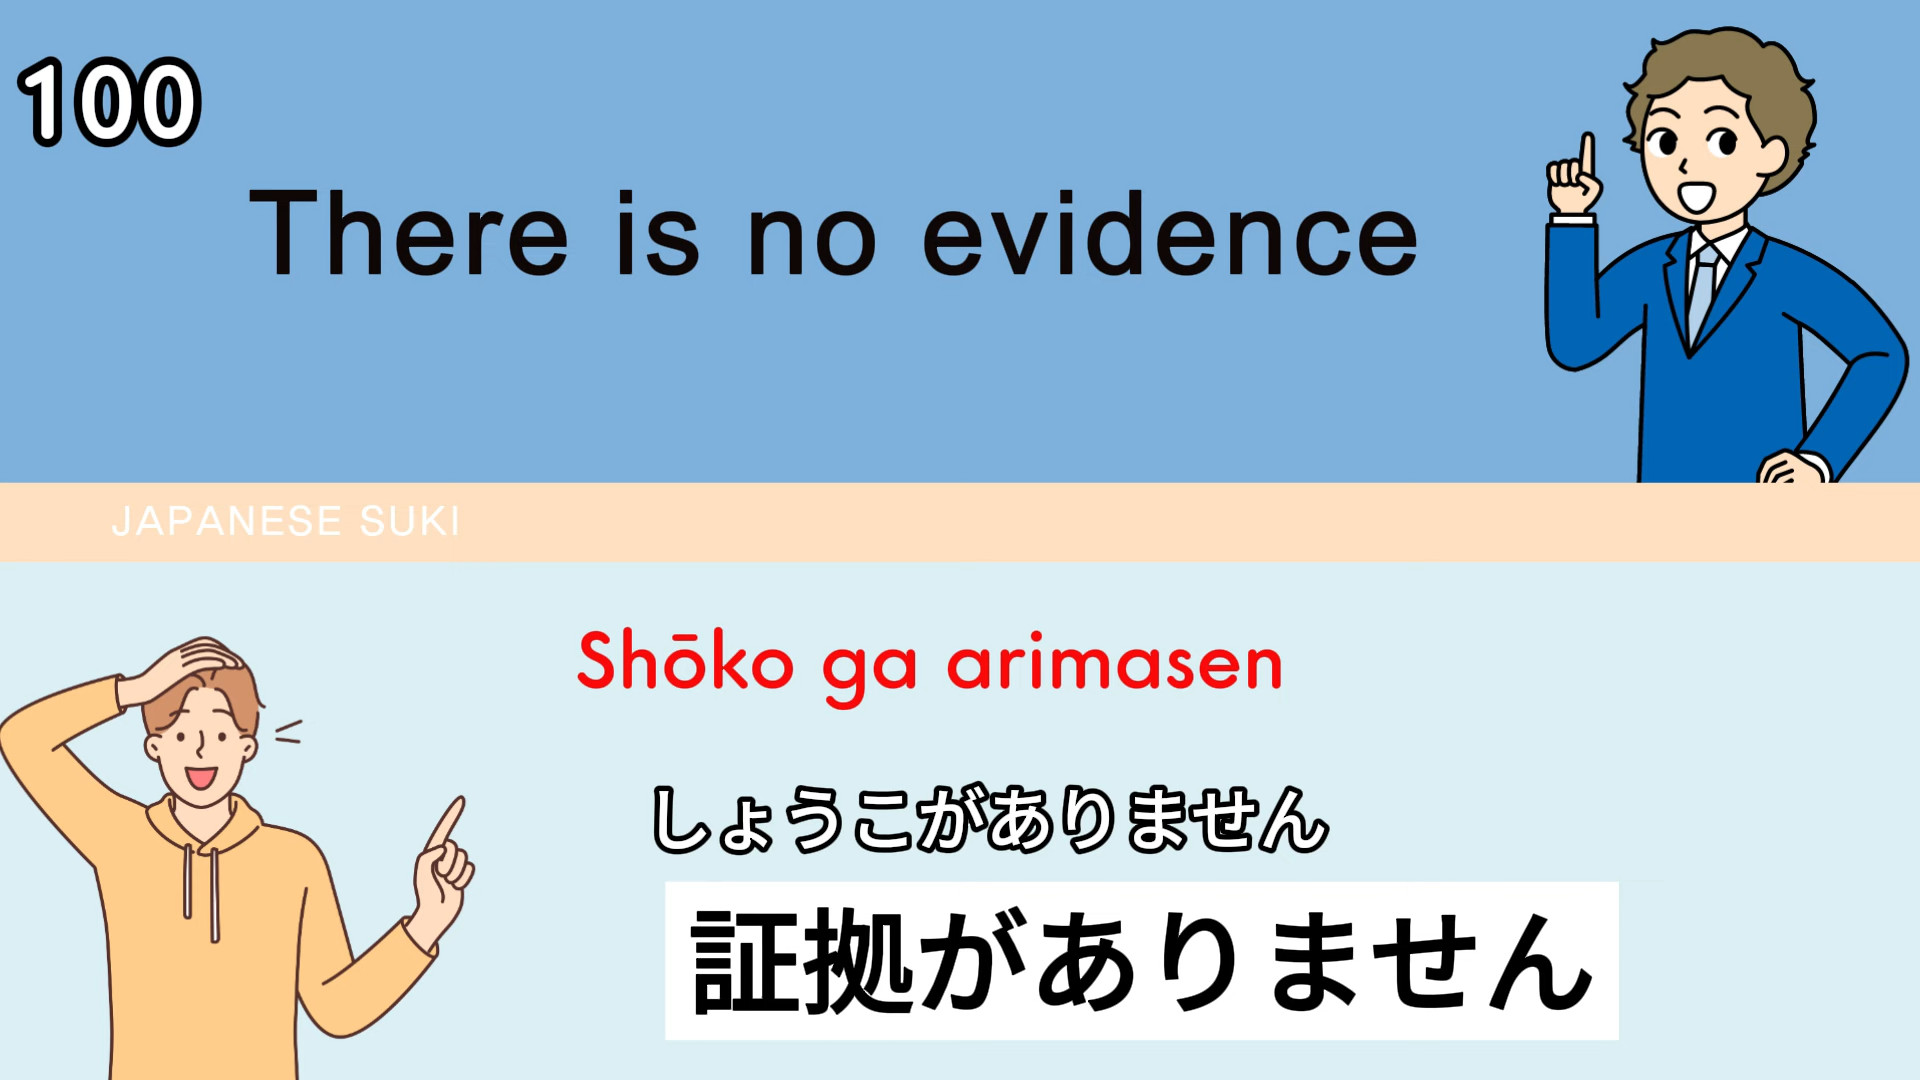 100
There is no evidence
JAPANESE SUKI
Shōko ga arimasen
しょうこがありません
証拠がありません